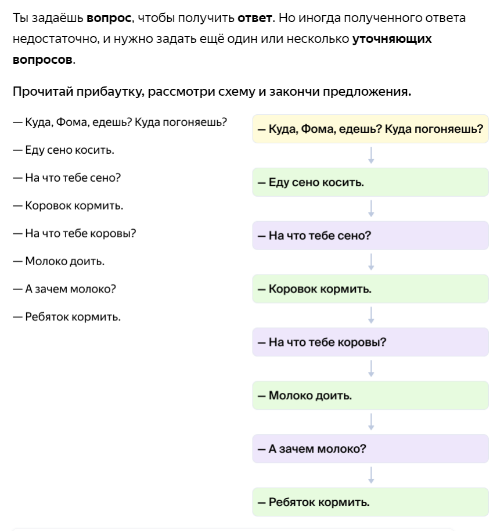 Ты задаёшь вопрос, чтобы получить ответ. Но иногда полученного ответа
недостаточно, и нужно задать ещё один или несколько уточняющих
вопросов.
Прочитай прибаутку, рассмотри схему и закончи предложения.
— Куда, Фома, едешь? Куда погоняешь?
— Еду сено косить.
— На что тебе сено?
— Коровок кормить.
— На что тебе коровы?
— Молоко доить.
— А зачем молоко?
— Ребяток кормить.
— Куда, Фома, едешь? Куда погоняешь?
— Еду сено косить.
— На что тебе сено?
— Коровок кормить.
— На что тебе коровы?
— Молоко доить.
— А зачем молоко?
— Ребяток кормить.